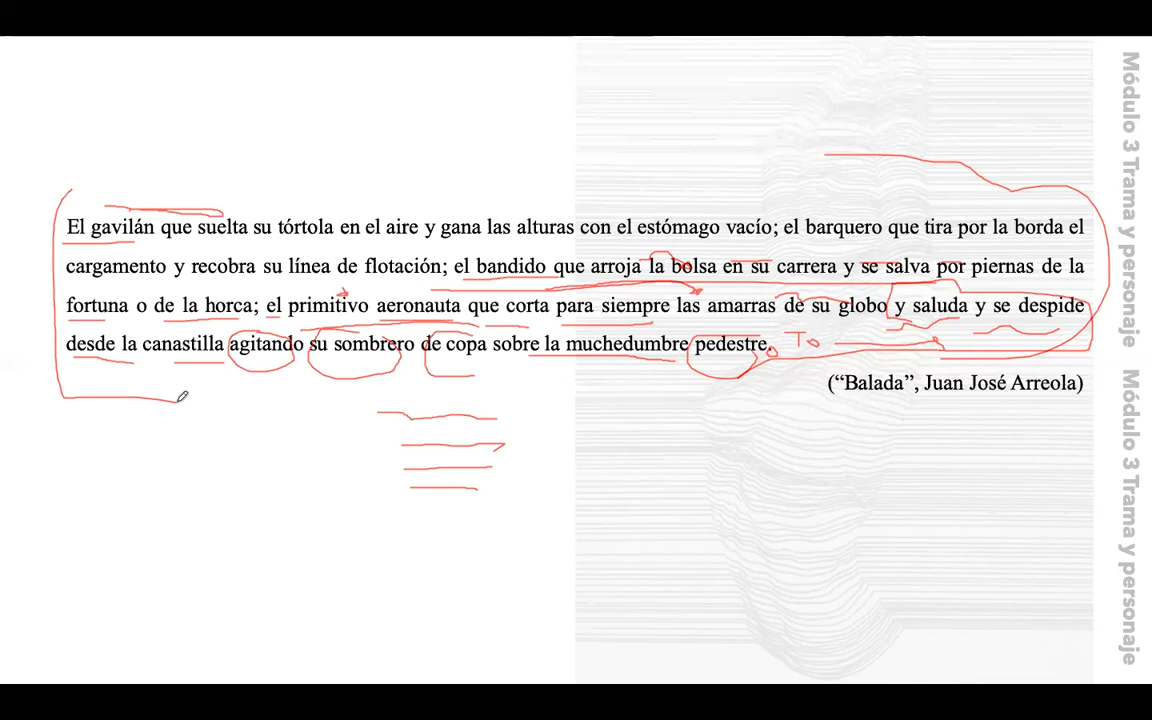 El gavilán que suelta su tórtola en el aire y gana las alturas con el estómago vacío; el barquero que tira por la borda el
cargamento y recobra su línea de flotación; el bandido que arroja la bolsa en su carrera y se salva por piernas de la
fortuna o de la horca; el primitivo aeronauta que corta para siempre las amarras de su globo y saluda y se despide
desde la canastilla agitando su sombrero de copa sobre la muchedumbre pedestre. To
(“Balada”, Juan José Arreola)
Módulo 3 Trama y personaje
Módulo 3 Trama y personaje